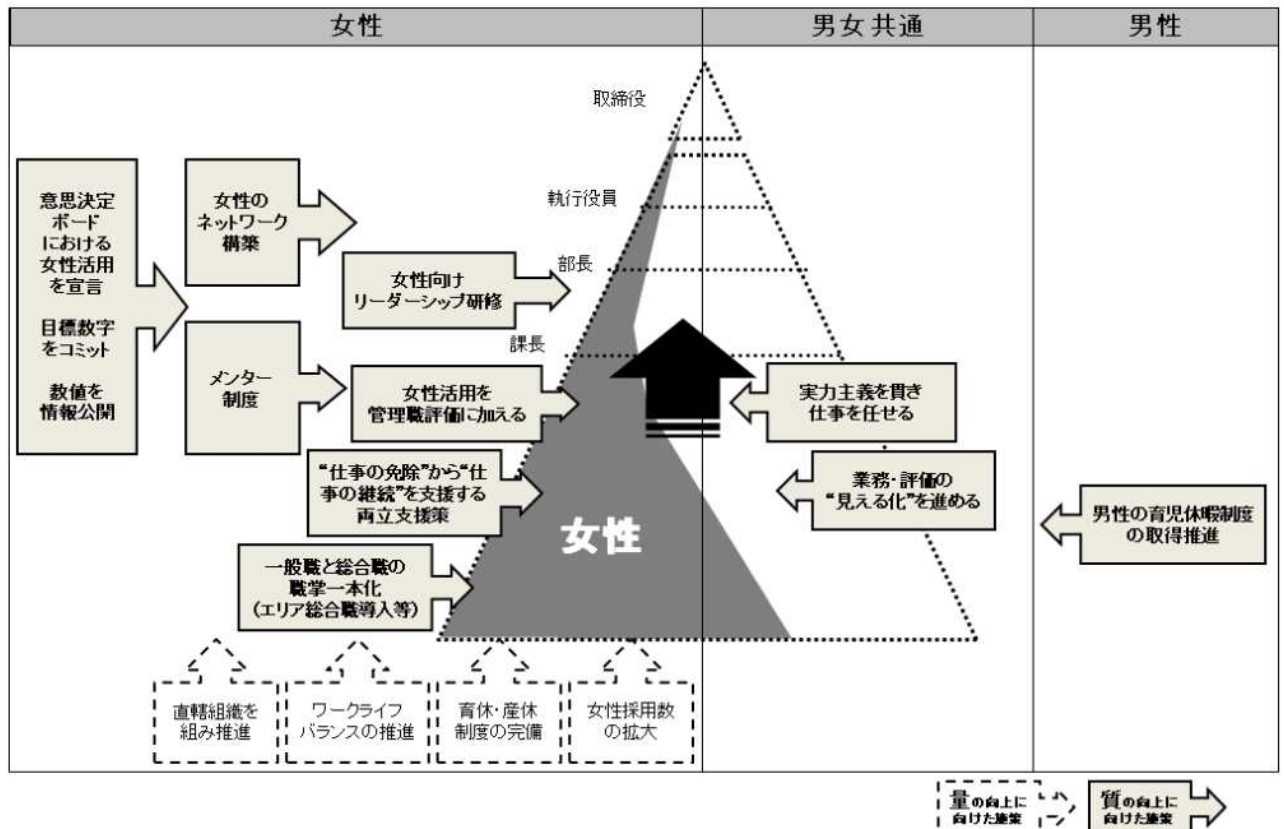 女性
男女共通
男性
取締役
執行役員
部長
課長
意思決定
ボード
における
女性活用
を宣言
目標数字
をコミット
数値を
情報公開
女性の
ネットワーク
構築
メンター
制度
女性向け
リーダーシップ研修
女性活用を
管理職評価に加える
“仕事の免除”から“仕
事の継続”を支援する
両立支援策
一般職と総合職の
職掌一本化
(エリア総合職導入等)
女性
実力主義を貫き
仕事を任せる
業務・評価の
“見える化”を進める
男性の育児休暇制度
の取得推進
直轄組織を
組み推進
ワークライフ
バランスの推進
育休・産休
制度の完備
女性採用数
の拡大
量の向上に
向けた施策
質の向上に
向けた施策